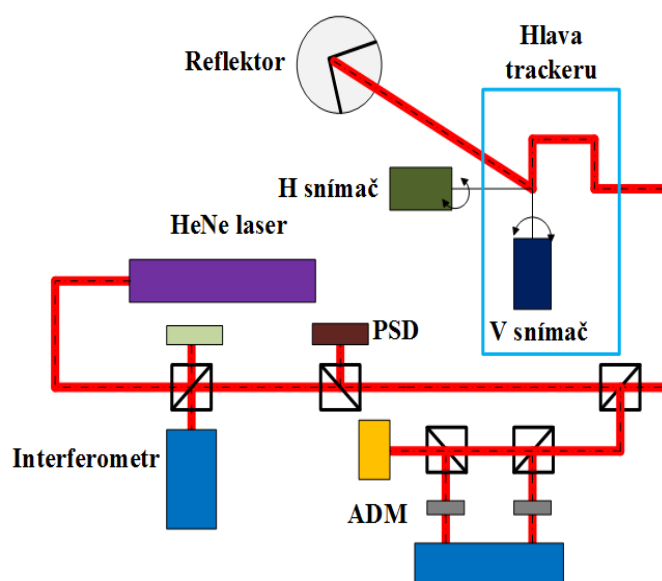 Reflektor
Hlava
trackeru
H snímač
HeNe laser
V snímač
PSD
Interferometr
ADM